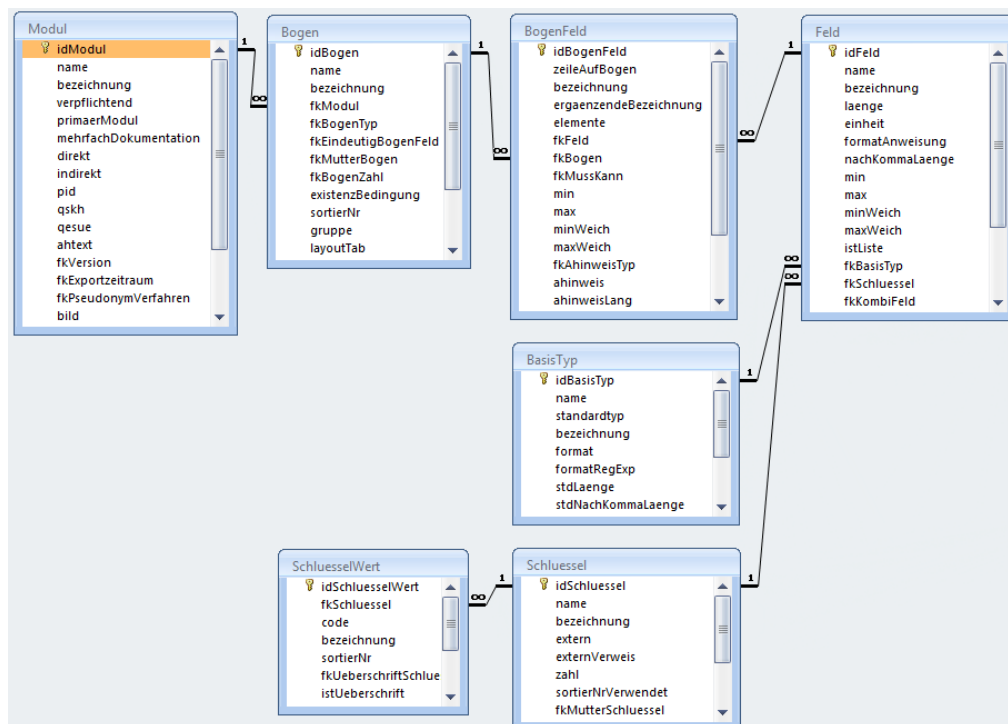 Modul
idModul
name
bezeichnung
verpflichtend
primaerModul
mehrfachDokumentation
direkt
indirekt
pid
qskh
qesue
ahtext
fkVersion
fkExportzeitraum
fkPseudonymVerfahren
bild
1
∞
Bogen
idBogen
name
bezeichnung
fkModul
fkBogenTyp
fkEindeutigBogenFeld
fkMutterBogen
fkBogenZahl
existenzBedingung
sortierNr
gruppe
layoutTab
1
∞
BogenFeld
idBogenFeld
zeileAufBogen
bezeichnung
ergaenzendeBezeichnung
elemente
fkFeld
fkBogen
fkMussKann
min
max
minWeich
maxWeich
fkAhinweisTyp
ahinweis
ahinweisLang
1
∞
Feld
idFeld
name
bezeichnung
laenge
einheit
formatAnweisung
nachKommaLaenge
min
max
minWeich
maxWeich
istListe
fkBasisTyp
fkSchluessel
fkKombiFeld
∞
∞
BasisTyp
idBasisTyp
name
standardtyp
bezeichnung
format
formatRegExp
stdLaenge
stdNachKommaLaenge
1
SchluesselWert
idSchluesselWert
fkSchluessel
code
bezeichnung
sortierNr
fkUeberschriftSchlue
istUeberschrift
∞
1
Schluessel
idSchluessel
name
bezeichnung
extern
externVerweis
zahl
sortierNrVerwendet
fkMutterSchluessel
1